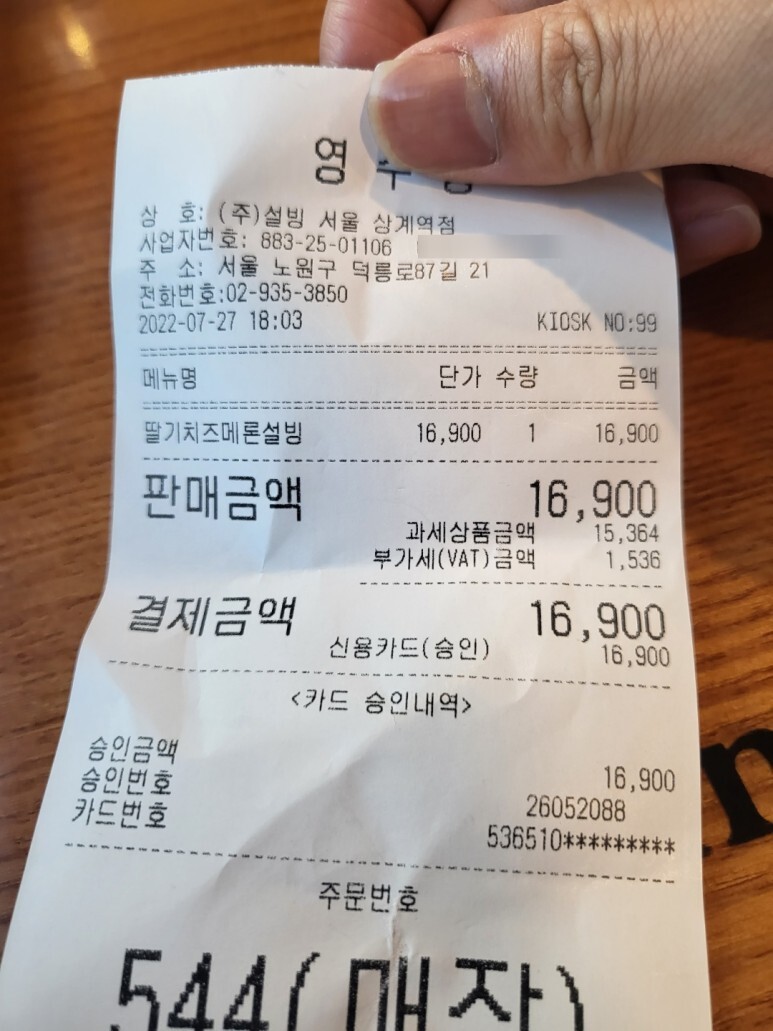 영
상 호: (주)설빙 서울 상계역점
사업자번호: 883-25-01106
주 소: 서울 노원구 덕릉로87길 21
전화번호:02-935-3850
2022-07-27 18:03 KIOSK NO:99
메뉴명 단가 수량 금액
딸기치즈메론설빙 16,900 1 16,900
판매금액 16,900
과세상품금액 15,364
부가세(VAT)금액 1,536
결제금액 16,900
신용카드(승인) 16,900
<카드 승인내역>
승인금액 16,900
승인번호 26052088
카드번호 536510*********
주문번호
544(매장)